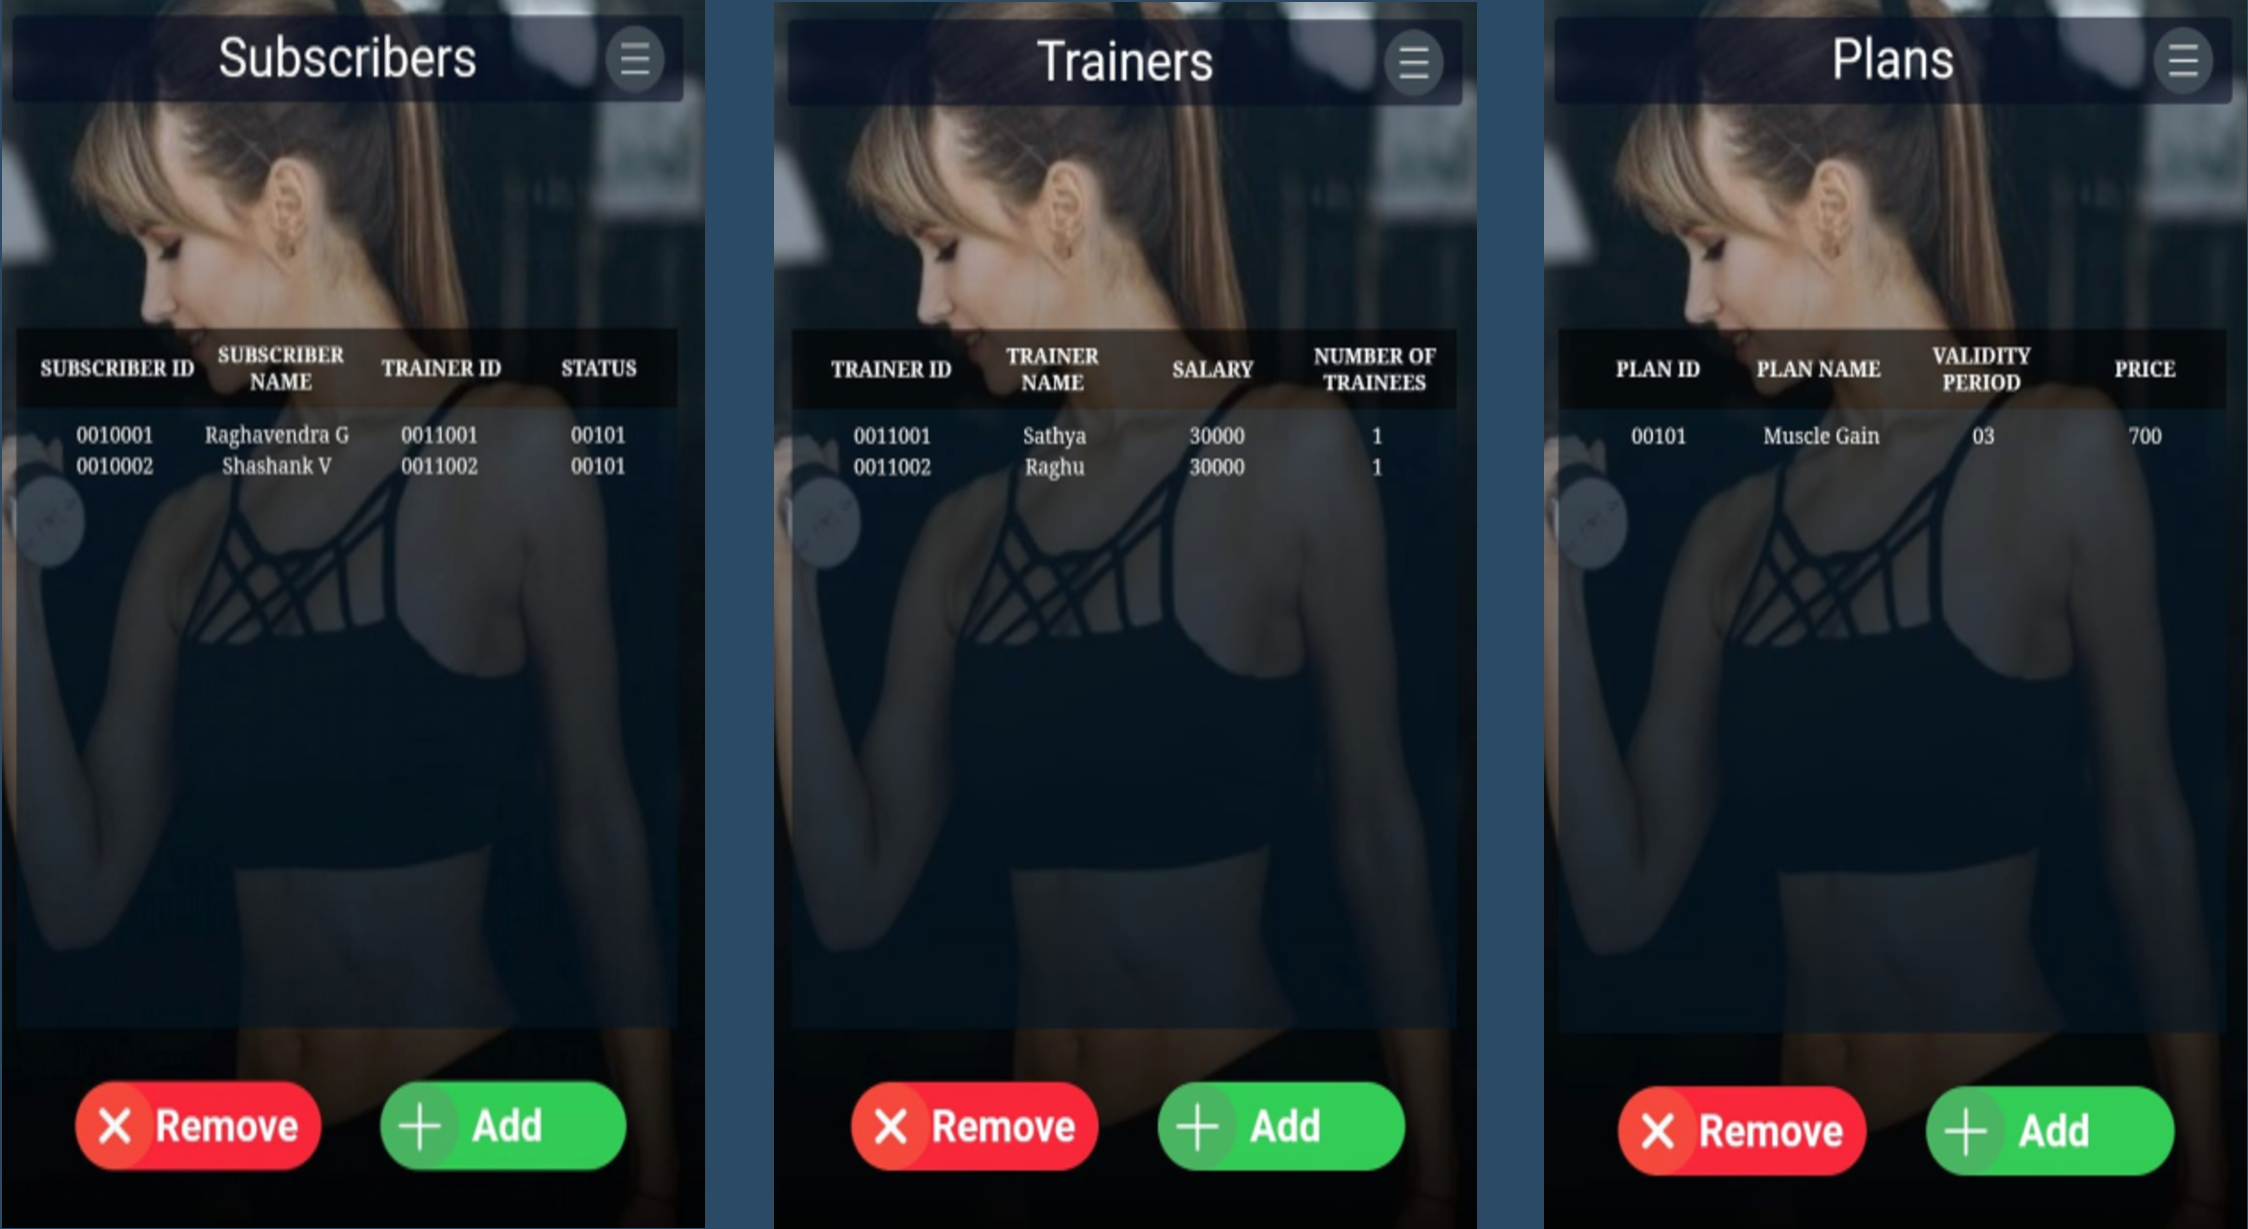 Subscribers
SUBSCRIBER ID SUBSCRIBER NAME TRAINER ID STATUS
0010001 Raghavendra G 0011001 00101
0010002 Shashank V 0011002 00101
Remove Add
Trainers
TRAINER ID TRAINER NAME SALARY NUMBER OF TRAINEES
0011001 Sathya 30000 1
0011002 Raghu 30000 1
Remove Add
Plans
PLAN ID PLAN NAME VALIDITY PERIOD PRICE
00101 Muscle Gain 03 700
Remove Add